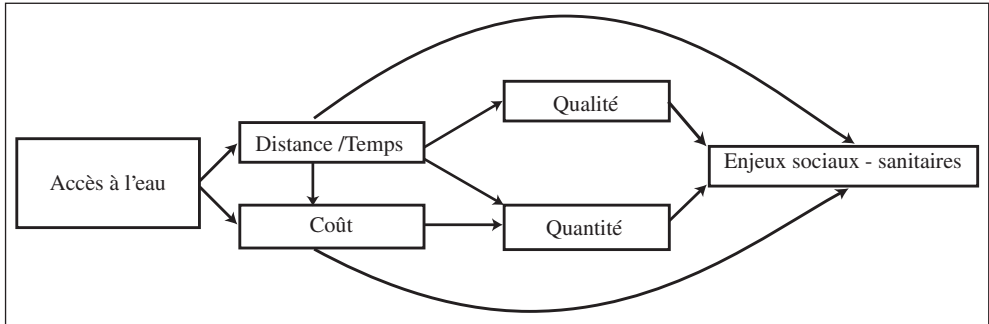 Accès à l'eau
Distance /Temps
Coût
Qualité
Quantité
Enjeux sociaux - sanitaires